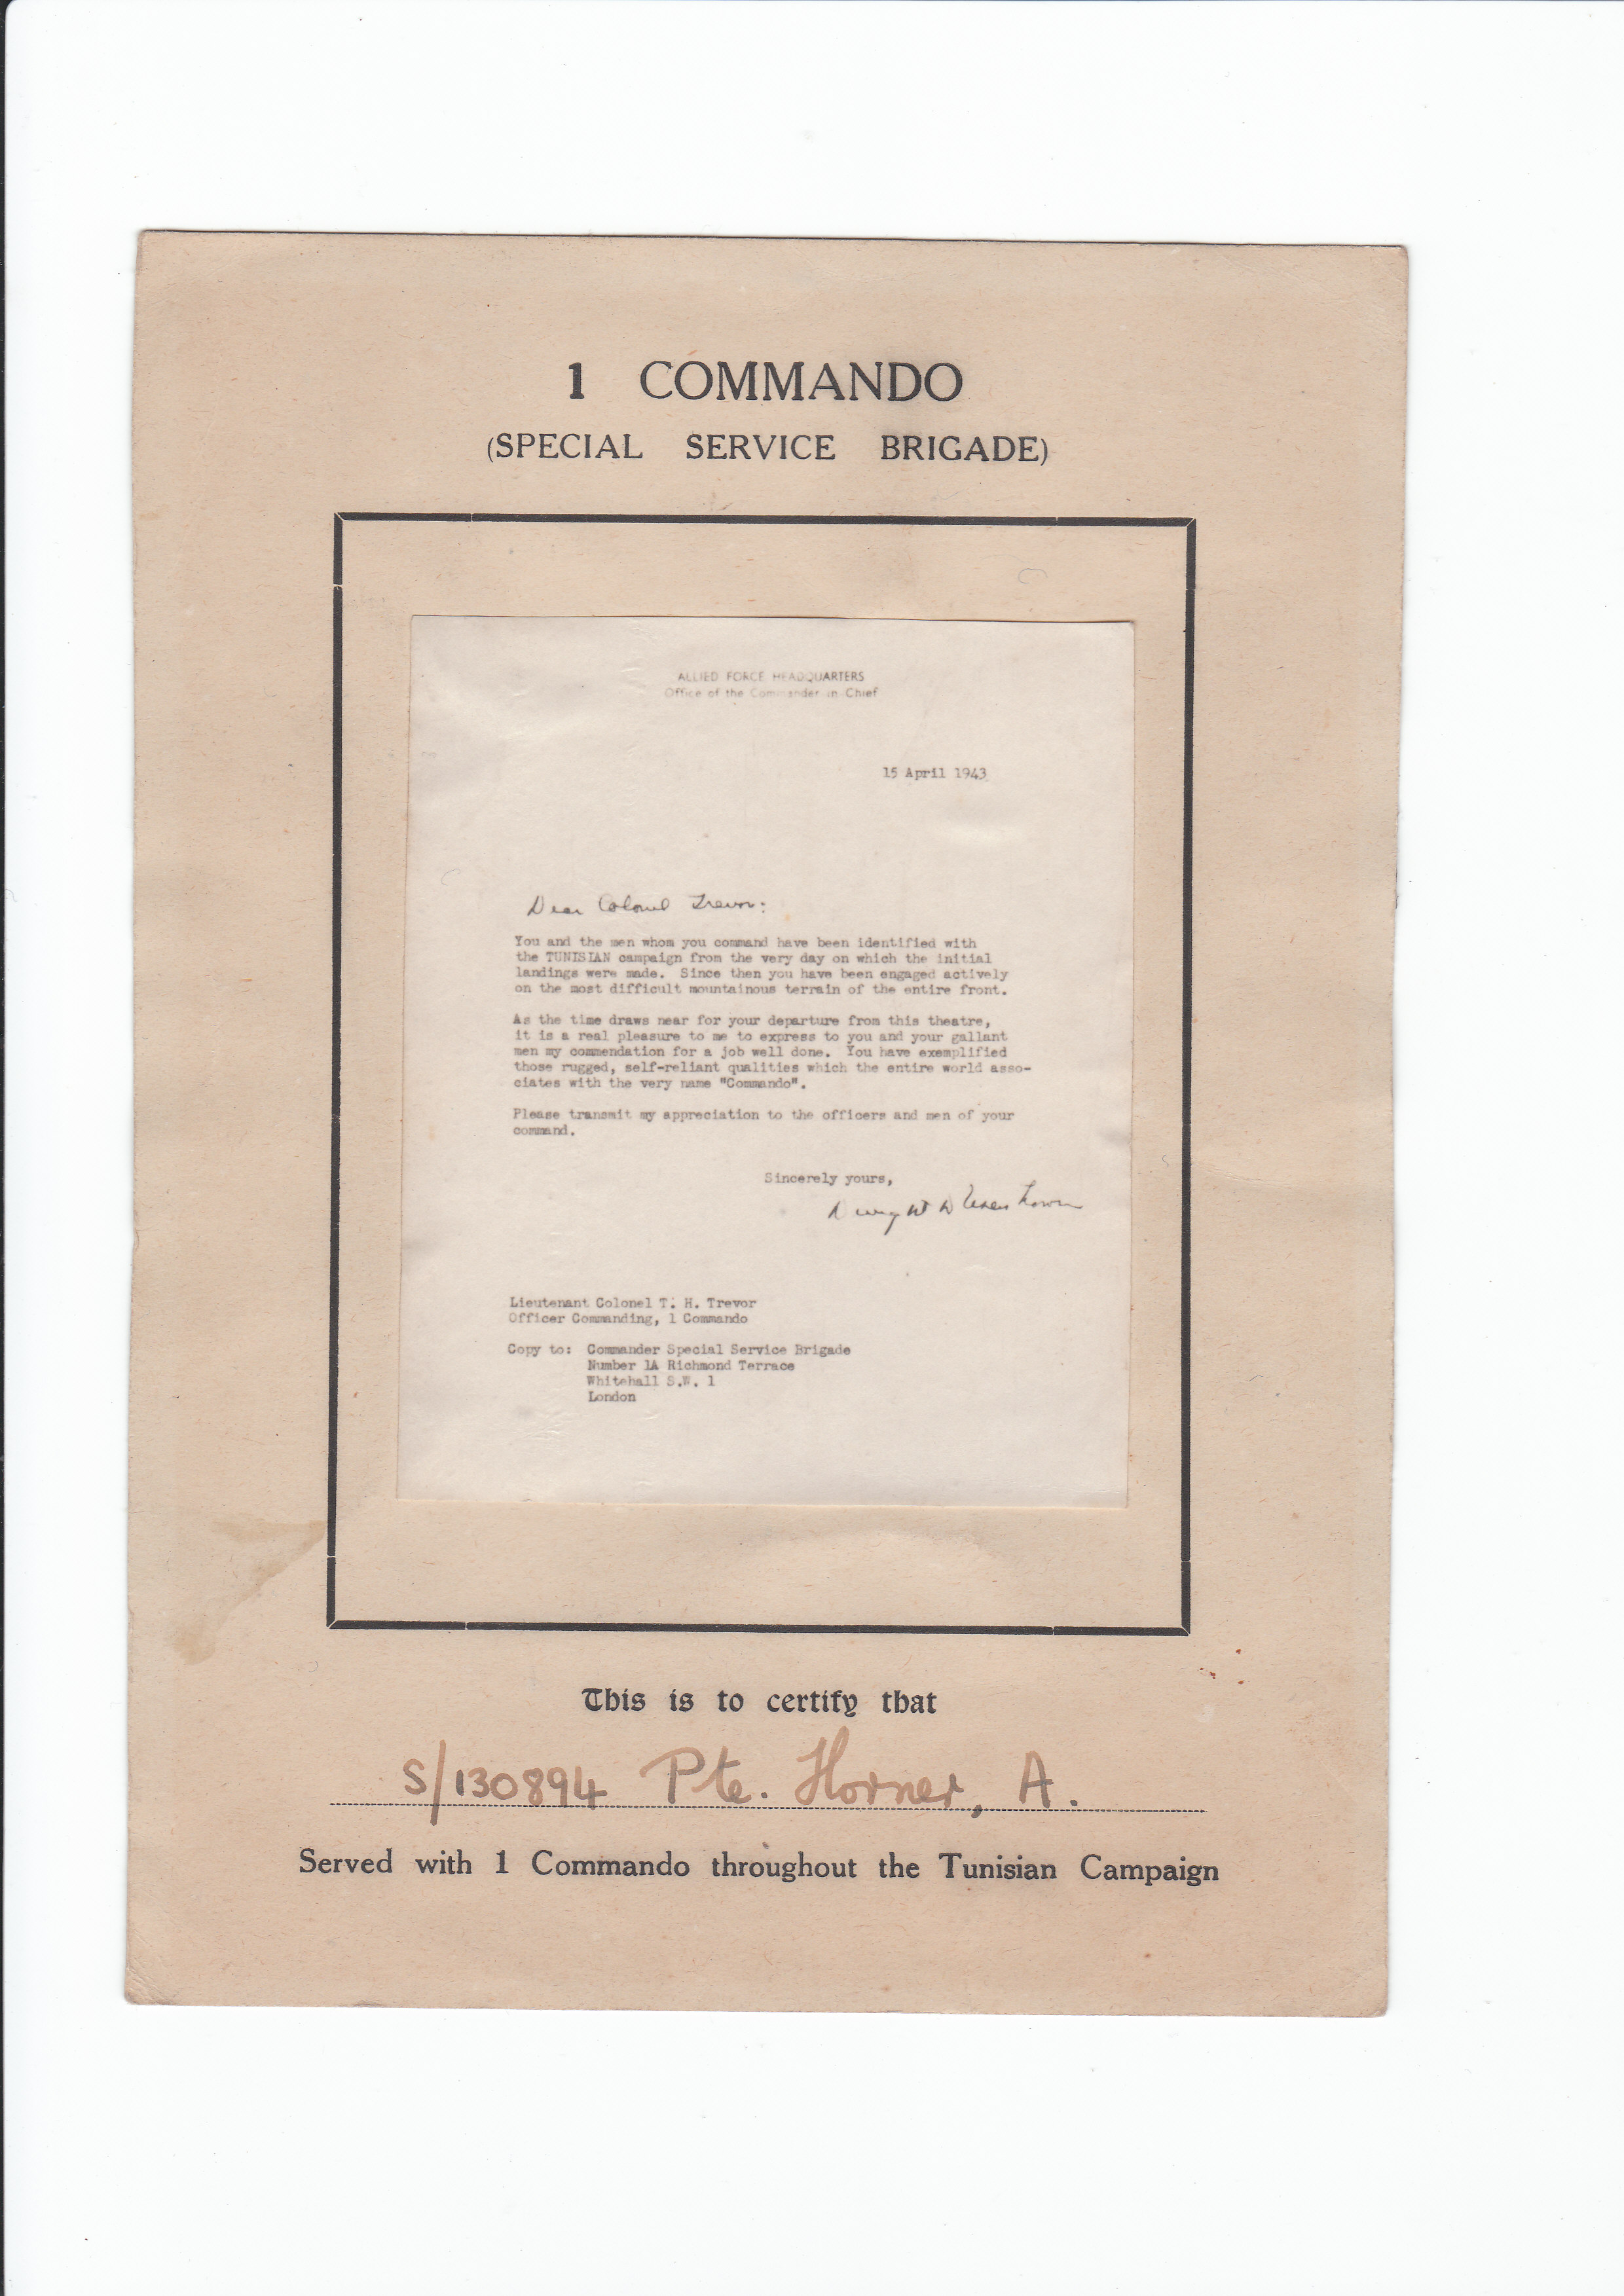 1 COMMANDO
(SPECIAL SERVICE BRIGADE)
ALLIED FORCE HEADQUARTERS
Office of the Commander in Chief
15 April 1943
Dear Colonel Trevor:
You and the men whom you command have been identified with
the TUNISIAN campaign from the very day on which the initial
landings were made. Since then you have been engaged actively
on the most difficult mountainous terrain of the entire front.
As the time draws near for your departure from this theatre,
it is a real pleasure to me to express to you and your gallant
men my commendation for a job well done. You have exemplified
those rugged, self-reliant qualities which the entire world asso-
ciates with the very name "Commando".
Please transmit my appreciation to the officers and men of your
command.
Sincerely yours,
Dwight D Eisenhower
Lieutenant Colonel T. H. Trevor
Officer Commanding, 1 Commando
Copy to: Commander Special Service Brigade
Number 1A Richmond Terrace
Whitehall S.W. 1
London
This is to certify that
S/130894 Pte. Horner, A.
Served with 1 Commando throughout the Tunisian Campaign